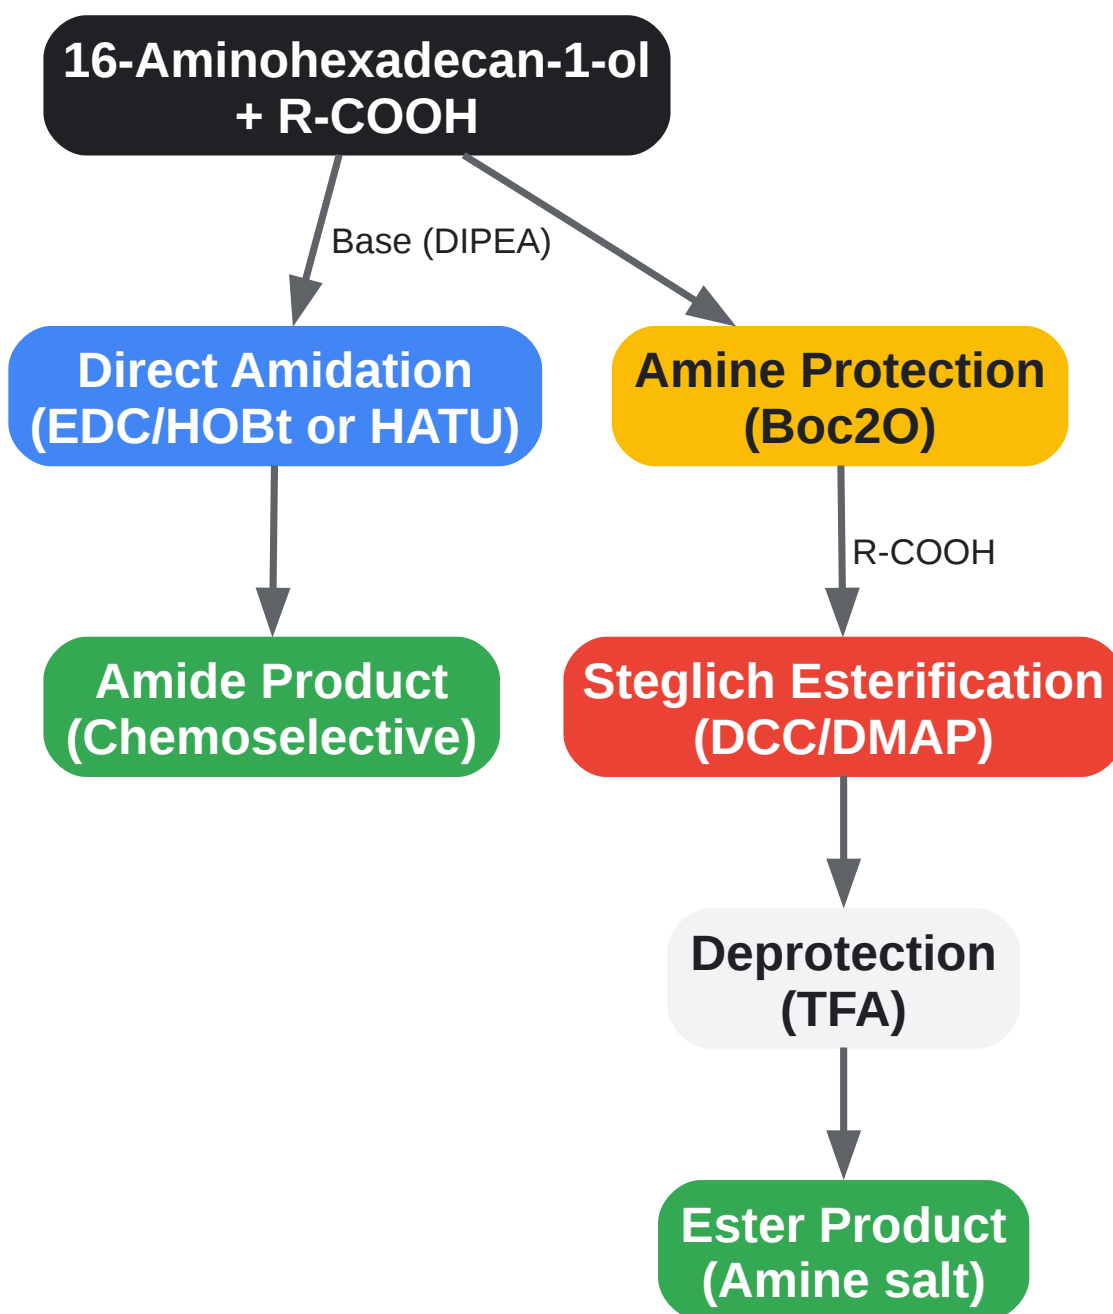 16-Aminohexadecan-1-ol
+ R-COOH
Base (DIPEA)
Direct Amidation
(EDC/HOBt or HATU)
Amine Protection
(Boc2O)
R-COOH
Amide Product
(Chemoselective)
Steglich Esterification
(DCC/DMAP)
Deprotection
(TFA)
Ester Product
(Amine salt)